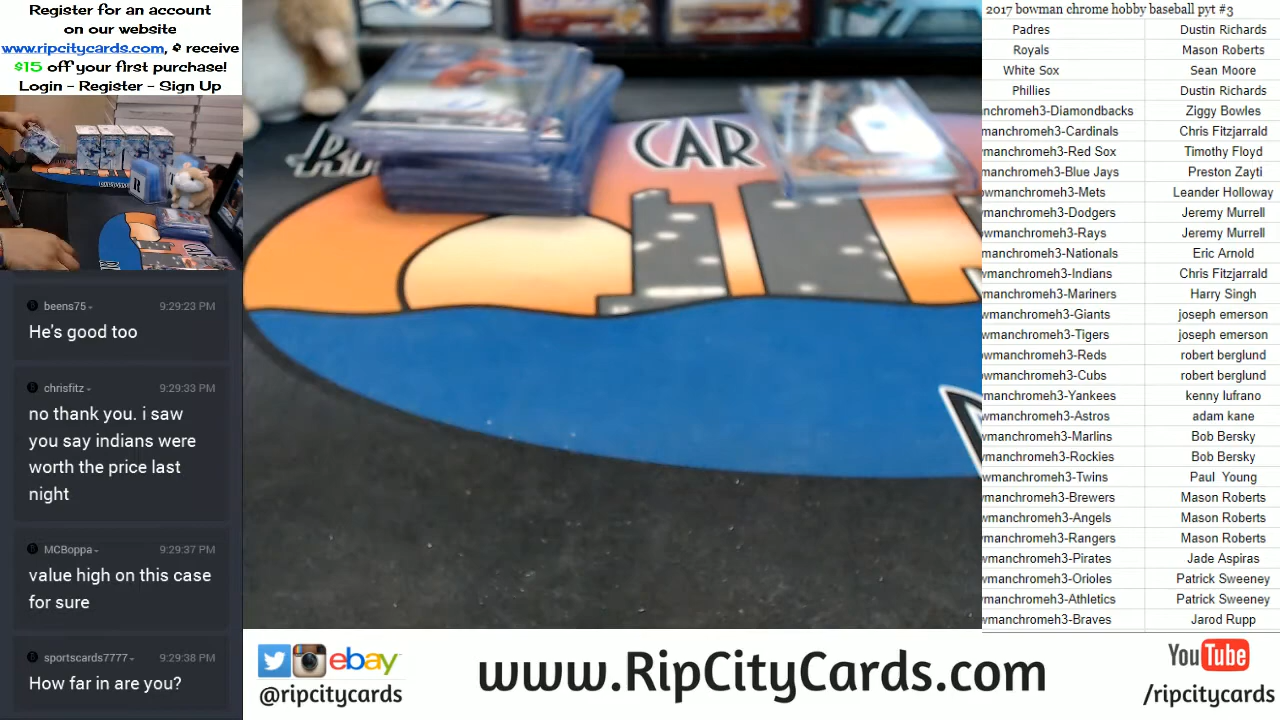 Register for an account
on our website
www.ripcitycards.com, & receive
$15 off your first purchase!
Login - Register - Sign Up
beens75
9:29:23 PM
He's good too
chrisfitz
9:29:33 PM
no thank you. i saw
you say indians were
worth the price last
night
MCBoppa
9:29:37 PM
value high on this case
for sure
sportscards7777
9:29:38 PM
How far in are you?
CAR
ebay
@ripcitycards
www.RipCityCards.com
YouTube
/ripcitycards
2017 bowman chrome hobby baseball pyt #3
Padres Dustin Richards
Royals Mason Roberts
White Sox Sean Moore
Phillies Dustin Richards
nchromeh3-Diamondbacks Ziggy Bowles
manchromeh3-Cardinals Chris Fitzjarrald
manchromeh3-Red Sox Timothy Floyd
manchromeh3-Blue Jays Preston Zayti
owmanchromeh3-Mets Leander Holloway
wmanchromeh3-Dodgers Jeremy Murrell
owmanchromeh3-Rays Jeremy Murrell
manchromeh3-Nationals Eric Arnold
wmanchromeh3-Indians Chris Fitzjarrald
manchromeh3-Mariners Harry Singh
wmanchromeh3-Giants joseph emerson
wmanchromeh3-Tigers joseph emerson
owmanchromeh3-Reds robert berglund
owmanchromeh3-Cubs robert berglund
manchromeh3-Yankees kenny lufrano
wmanchromeh3-Astros adam kane
wmanchromeh3-Marlins Bob Bersky
wmanchromeh3-Rockies Bob Bersky
wmanchromeh3-Twins Paul Young
wmanchromeh3-Brewers Mason Roberts
wmanchromeh3-Angels Mason Roberts
manchromeh3-Rangers Mason Roberts
wmanchromeh3-Pirates Jade Aspiras
wmanchromeh3-Orioles Patrick Sweeney
wmanchromeh3-Athletics Patrick Sweeney
wmanchromeh3-Braves Jarod Rupp